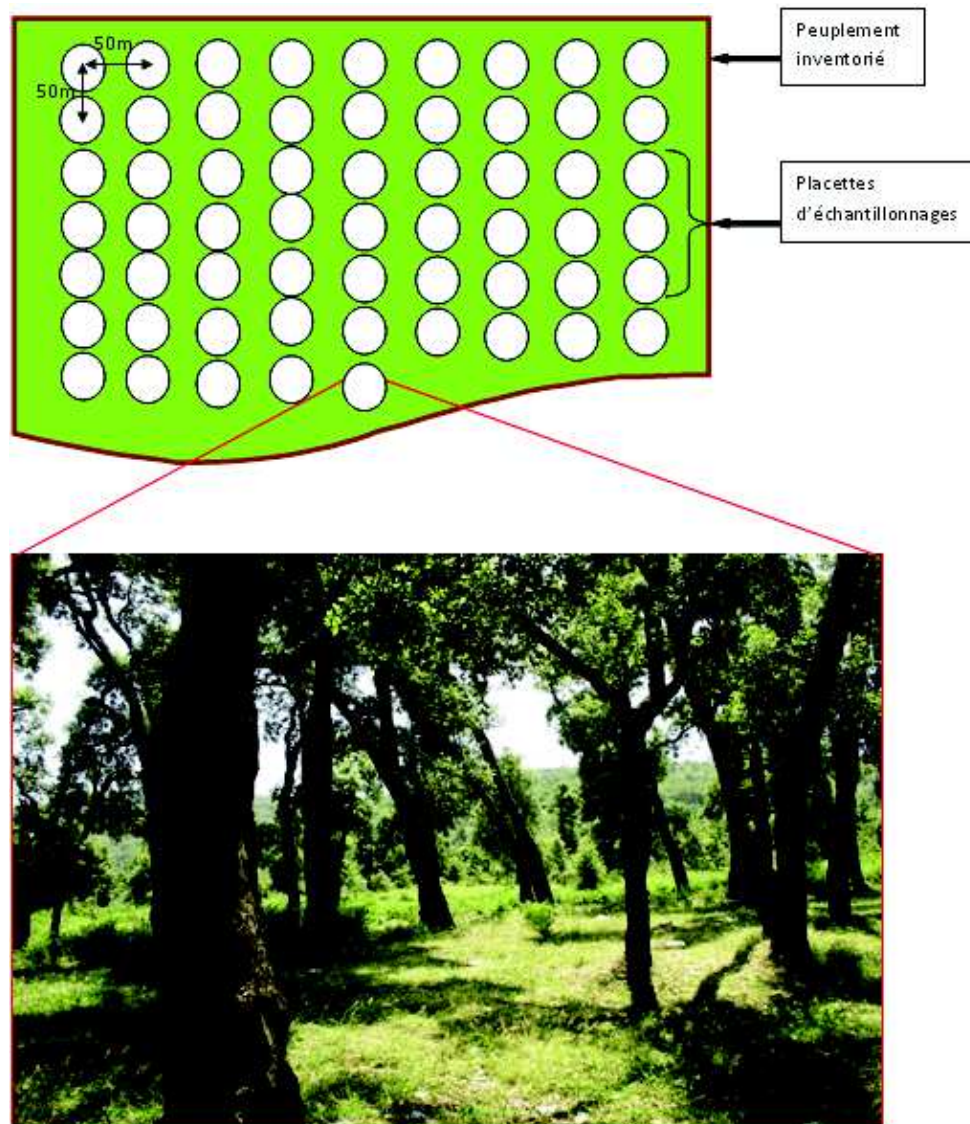 50m
50m
Peuplement
inventorié
Placettes
d'échantillonnages